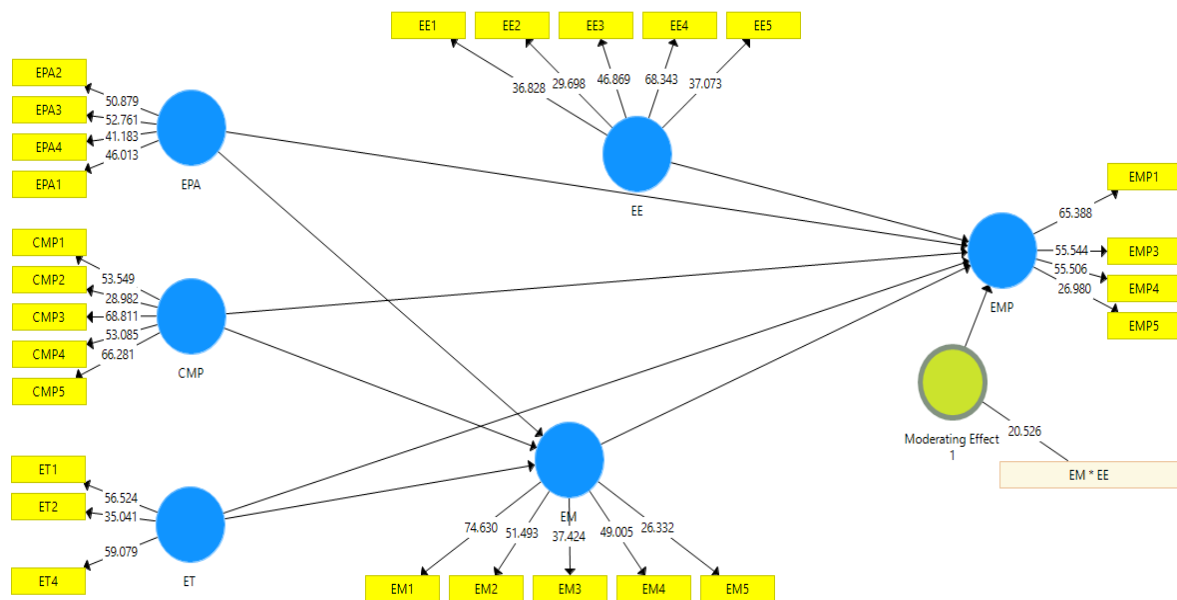 EE1
EE2
EE3
EE4
EE5
36.828
29.698
46.869
68.343
37.073
EE
EPA2
EPA3
EPA4
EPA1
50.879
52.761
41.183
46.013
EPA
CMP1
CMP2
CMP3
CMP4
CMP5
53.549
28.982
68.811
53.085
66.281
CMP
ET1
ET2
ET4
56.524
35.041
59.079
ET
EM
74.630
51.493
37.424
49.005
26.332
EM1
EM2
EM3
EM4
EM5
EMP1
EMP3
EMP4
EMP5
65.388
55.544
55.506
26.980
EMP
Moderating Effect
1
20.526
EM * EE